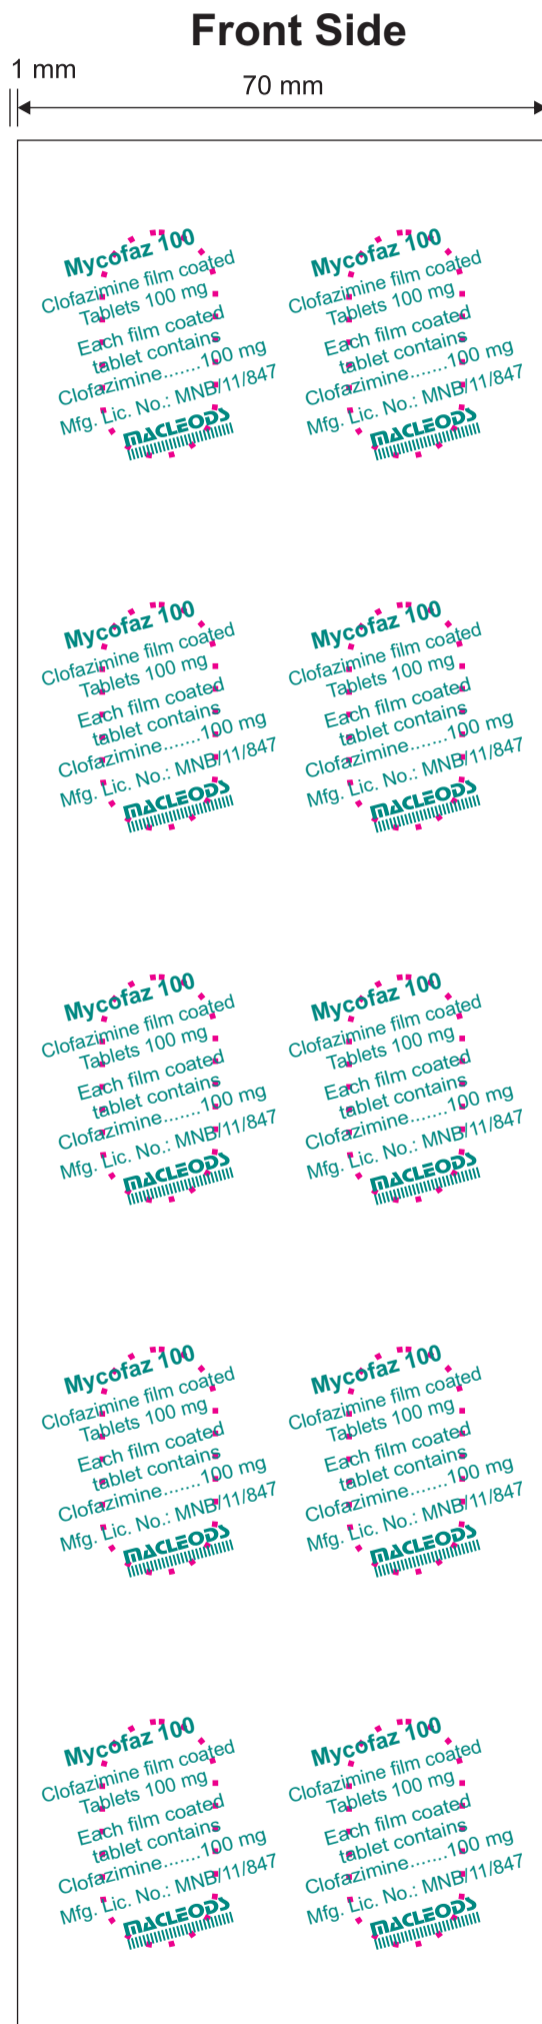 Front Side
1 mm
70 mm
Mycofaz 100
Clofazimine film coated
Tablets 100 mg
Each film coated
tablet contains
Clofazimine.......100 mg
Mfg. Lic. No.: MNB/11/847
MACLEODS
Mycofaz 100
Clofazimine film coated
Tablets 100 mg
Each film coated
tablet contains
Clofazimine.......100 mg
Mfg. Lic. No.: MNB/11/847
MACLEODS
Mycofaz 100
Clofazimine film coated
Tablets 100 mg
Each film coated
tablet contains
Clofazimine.......100 mg
Mfg. Lic. No.: MNB/11/847
MACLEODS
Mycofaz 100
Clofazimine film coated
Tablets 100 mg
Each film coated
tablet contains
Clofazimine.......100 mg
Mfg. Lic. No.: MNB/11/847
MACLEODS
Mycofaz 100
Clofazimine film coated
Tablets 100 mg
Each film coated
tablet contains
Clofazimine.......100 mg
Mfg. Lic. No.: MNB/11/847
MACLEODS
Mycofaz 100
Clofazimine film coated
Tablets 100 mg
Each film coated
tablet contains
Clofazimine.......100 mg
Mfg. Lic. No.: MNB/11/847
MACLEODS
Mycofaz 100
Clofazimine film coated
Tablets 100 mg
Each film coated
tablet contains
Clofazimine.......100 mg
Mfg. Lic. No.: MNB/11/847
MACLEODS
Mycofaz 100
Clofazimine film coated
Tablets 100 mg
Each film coated
tablet contains
Clofazimine.......100 mg
Mfg. Lic. No.: MNB/11/847
MACLEODS
Mycofaz 100
Clofazimine film coated
Tablets 100 mg
Each film coated
tablet contains
Clofazimine.......100 mg
Mfg. Lic. No.: MNB/11/847
MACLEODS
Mycofaz 100
Clofazimine film coated
Tablets 100 mg
Each film coated
tablet contains
Clofazimine.......100 mg
Mfg. Lic. No.: MNB/11/847
MACLEODS